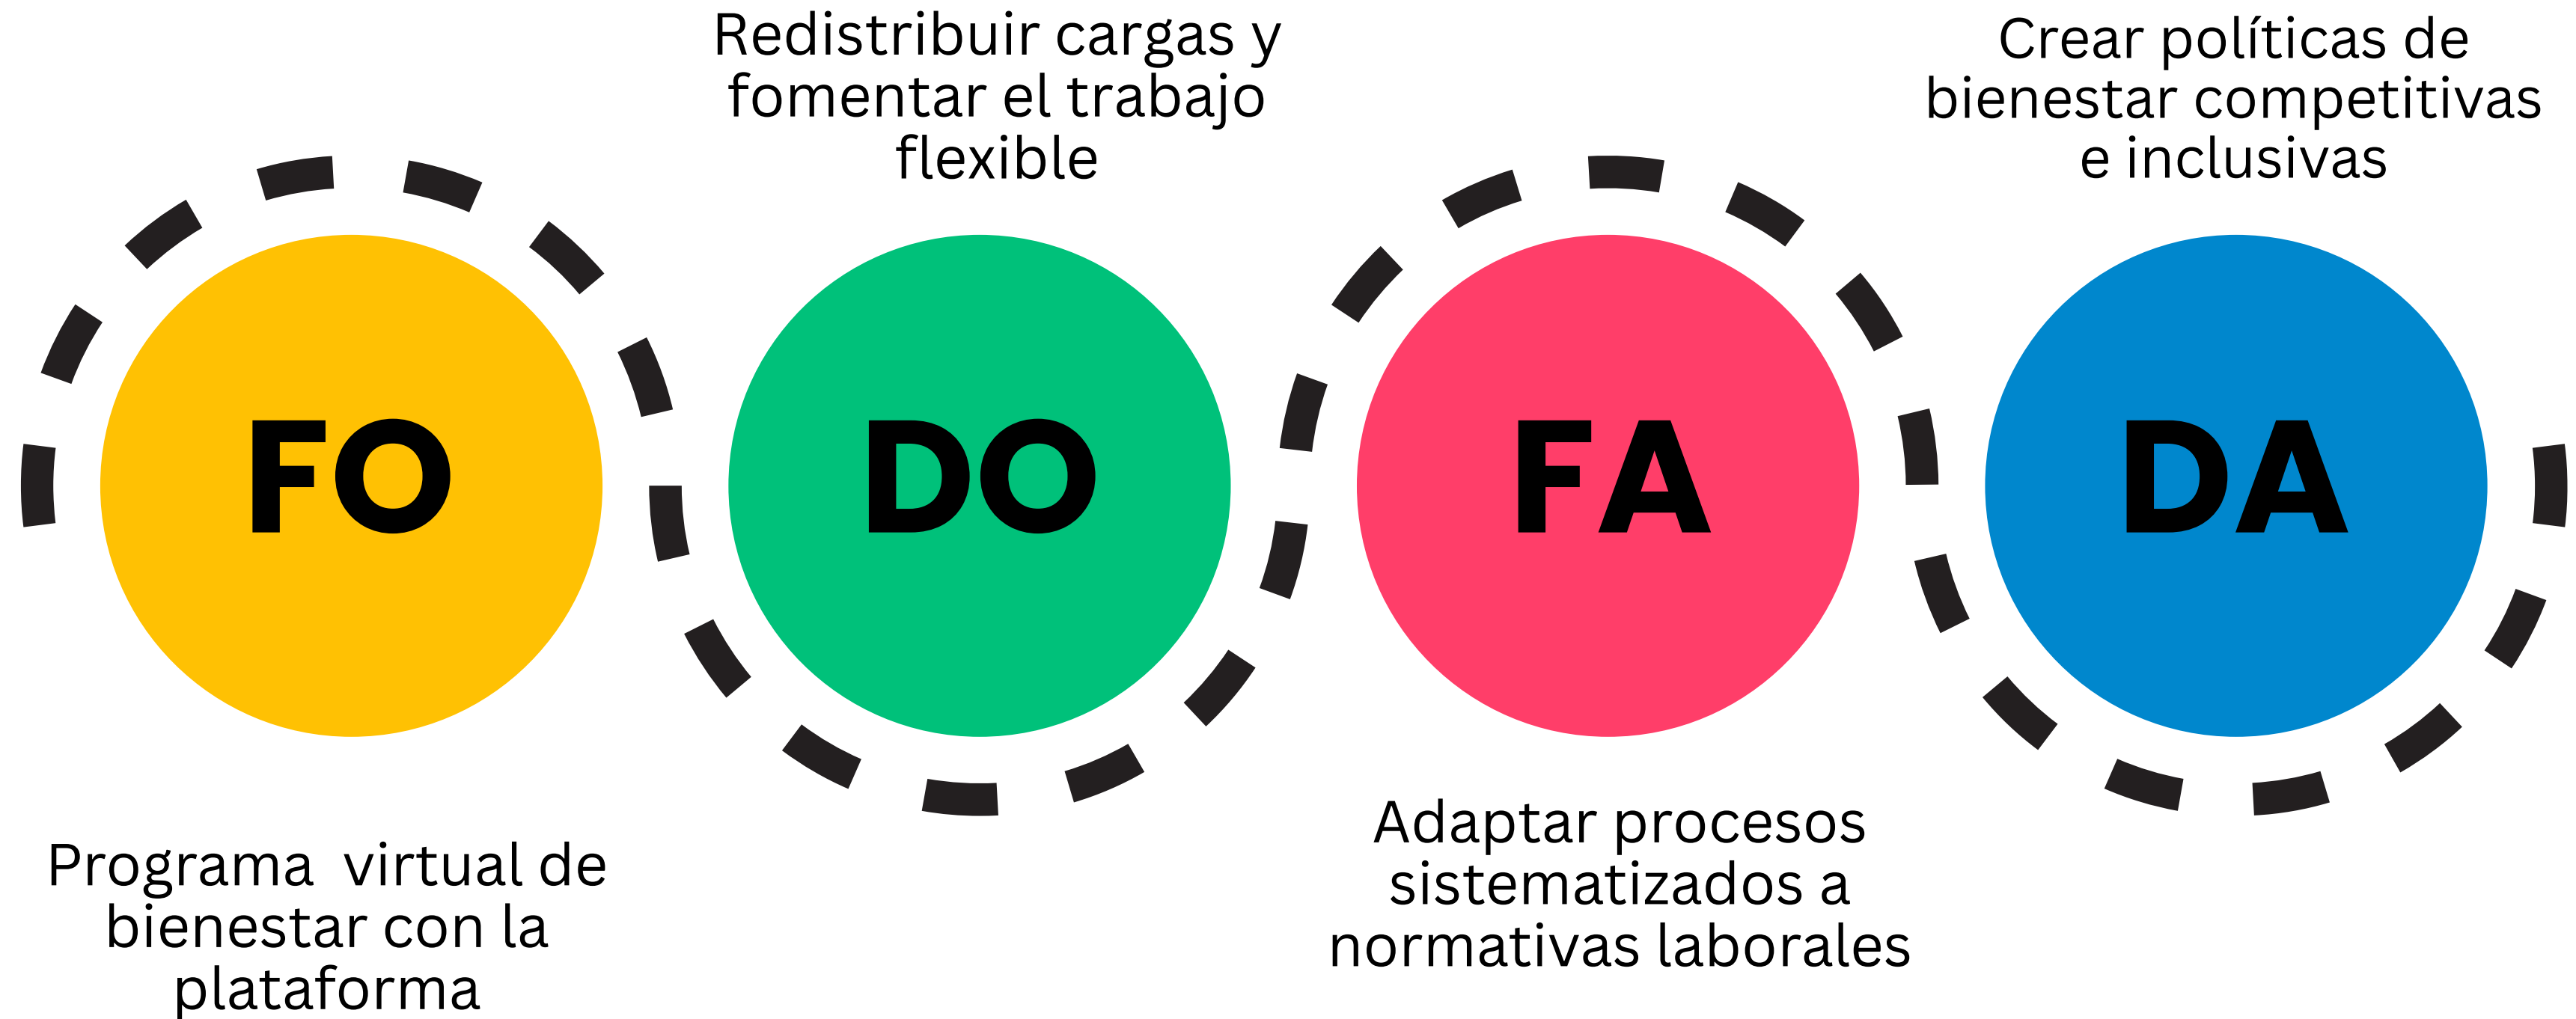 Redistribuir cargas y
fomentar el trabajo
flexible
Crear políticas de
bienestar competitivas
e inclusivas
FO
DO
FA
DA
Programa virtual de
bienestar con la
plataforma
Adaptar procesos
sistematizados a
normativas laborales